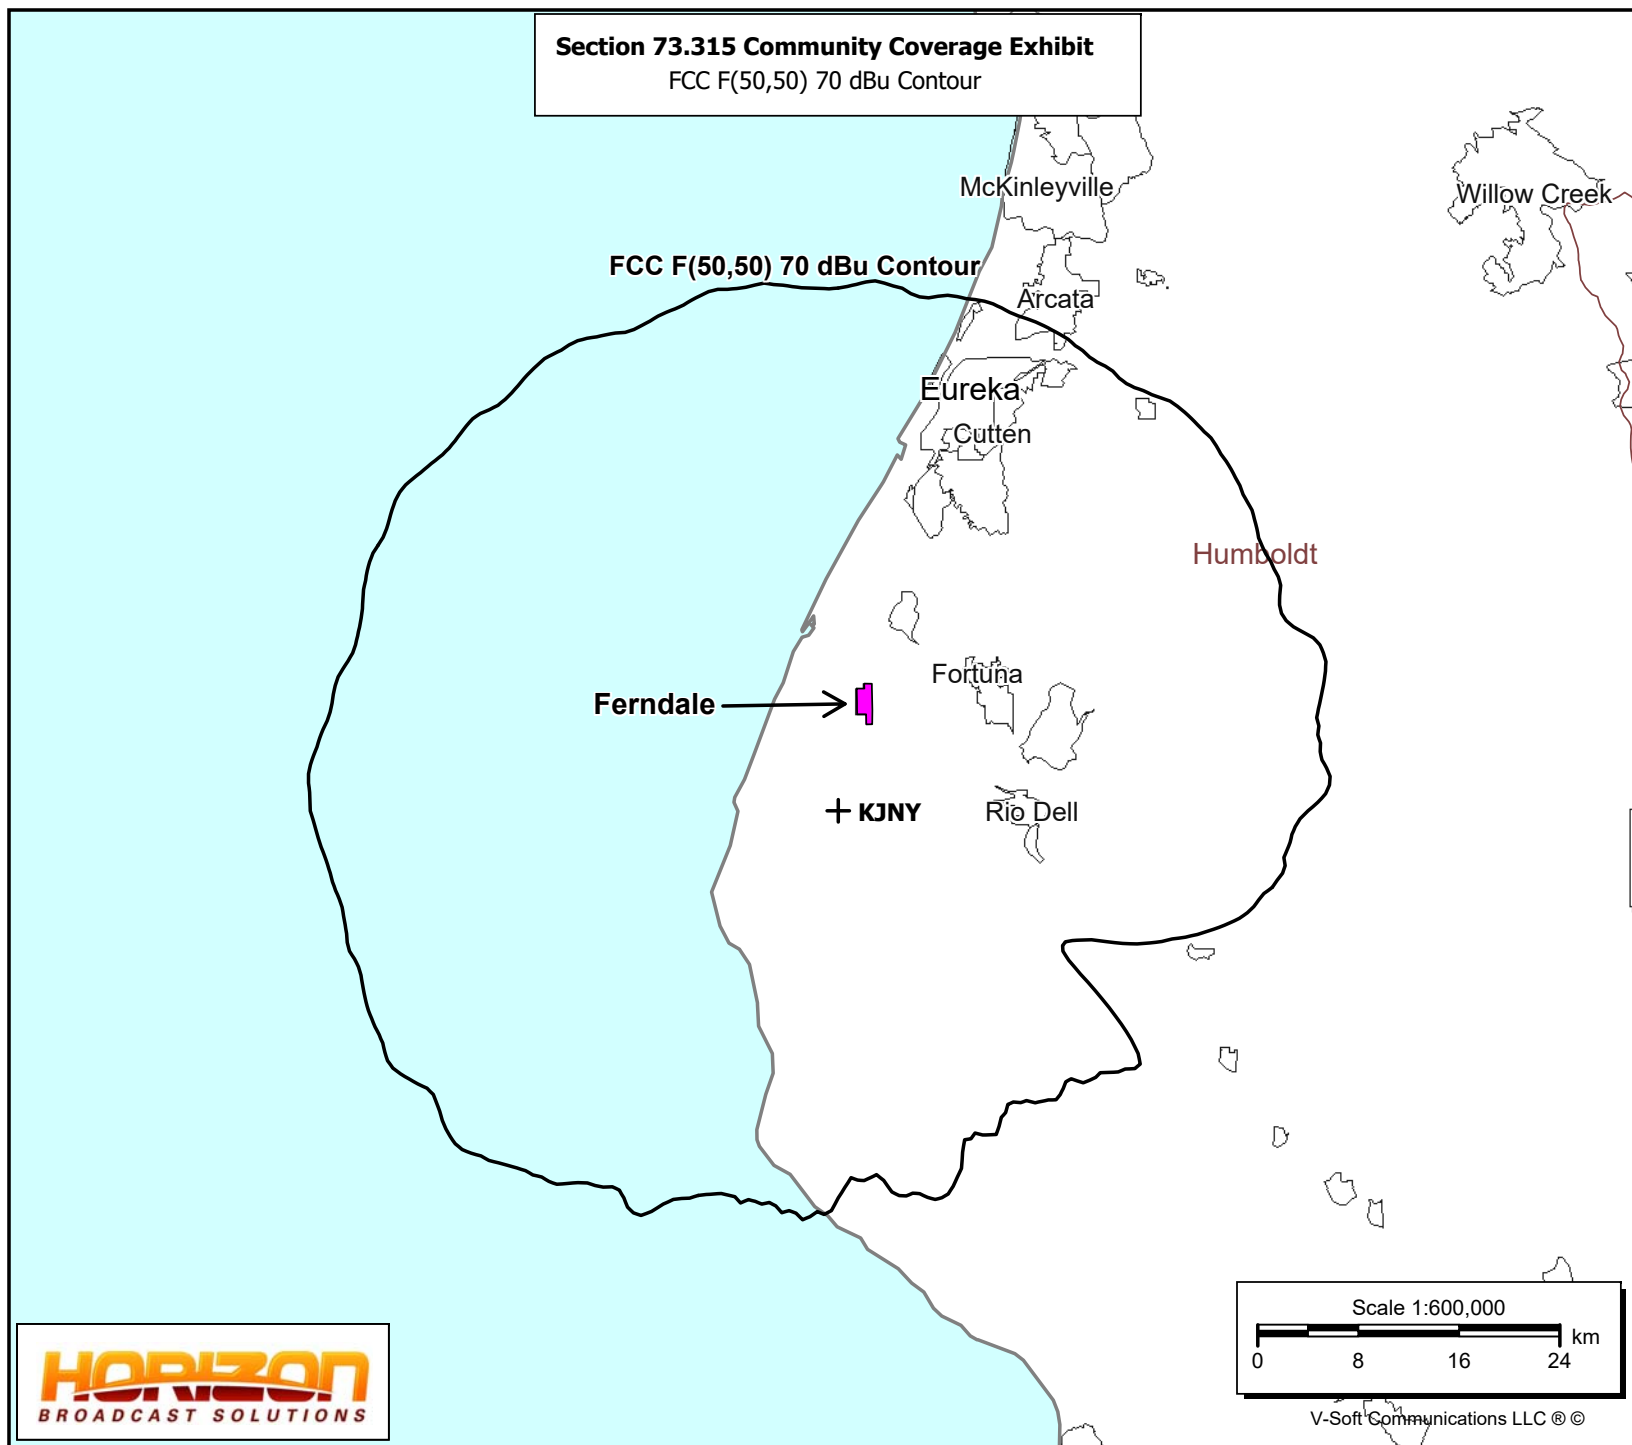 Section 73.315 Community Coverage Exhibit
FCC F(50,50) 70 dBu Contour
McKinleyville
Willow Creek
FCC F(50,50) 70 dBu Contour
Arcata
Eureka
Cutten
Humboldt
Fortuna
Ferndale
KJNY
Rio Dell
Scale 1:600,000
km
0 8 16 24
HORIZON
BROADCAST SOLUTIONS
V-Soft Communications LLC ® ©